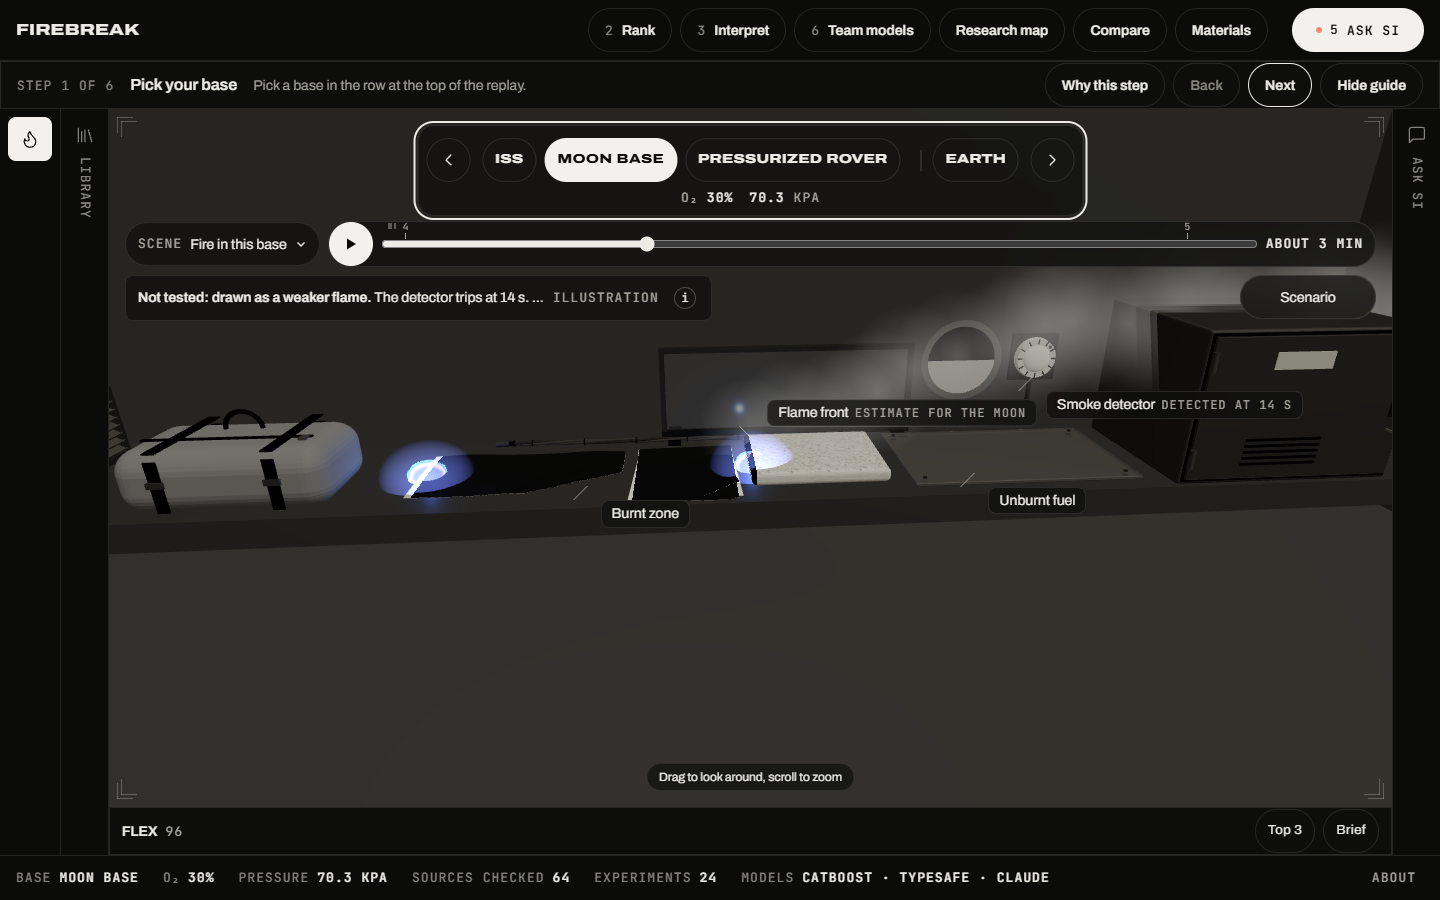 FIREBREAK
2 Rank
3 Interpret
6 Team models
Research map
Compare
Materials
5 ASK SI
STEP 1 OF 6 Pick your base Pick a base in the row at the top of the replay.
Why this step
Back
Next
Hide guide
LIBRARY
ASK SI
ISS
MOON BASE
PRESSURIZED ROVER
EARTH
O₂ 30% 70.3 KPA
SCENE Fire in this base
4
5
ABOUT 3 MIN
Not tested: drawn as a weaker flame. The detector trips at 14 s. ... ILLUSTRATION i
Scenario
Flame front ESTIMATE FOR THE MOON
Smoke detector DETECTED AT 14 S
Burnt zone
Unburnt fuel
Drag to look around, scroll to zoom
FLEX 96
Top 3
Brief
BASE MOON BASE O₂ 30% PRESSURE 70.3 KPA SOURCES CHECKED 64 EXPERIMENTS 24 MODELS CATBOOST · TYPESAFE · CLAUDE
ABOUT